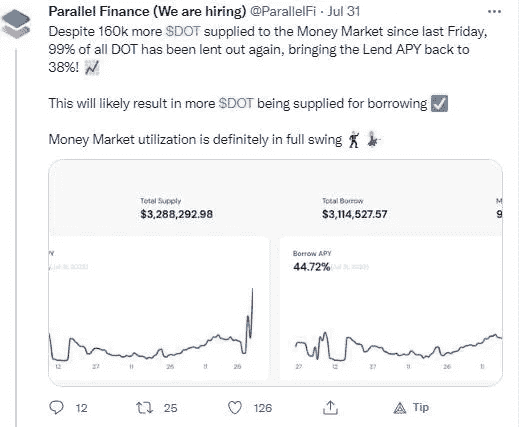 Parallel Finance (We are hiring) @ParallelFi · Jul 31
Despite 160k more $DOT supplied to the Money Market since last Friday,
99% of all DOT has been lent out again, bringing the Lend APY back to
38%!
This will likely result in more $DOT being supplied for borrowing
Money Market utilization is definitely in full swing
Total Supply
$3,288,292.98
Total Borrow
$3,114,527.57
M
9
Y
Borrow APY
44.72%
12 27 11 26 11 26
27 12 27 11 26 11
12 25 126 Tip